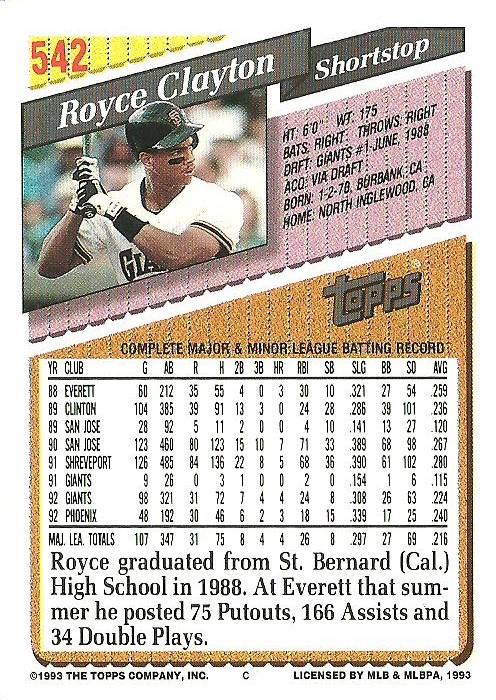 542
Royce Clayton
Shortstop
HT: 6'0" WT: 175
BATS: RIGHT THROWS: RIGHT
DRFT: GIANTS #1-JUNE, 1988
ACQ: VIA DRAFT
BORN: 1-2-70, BURBANK, CA
HOME: NORTH INGLEWOOD, CA
GIA
SF
TOPPS
®
COMPLETE MAJOR & MINOR LEAGUE BATTING RECORD
YR CLUB G AB R H 2B 3B HR RBI SB SLG BB SO AVG
88 EVERETT 60 212 35 55 4 0 3 30 10 .321 27 54 .259
89 CLINTON 104 385 39 91 13 3 0 24 28 .286 39 101 .236
89 SAN JOSE 28 92 5 11 2 0 0 4 10 .141 13 27 .120
90 SAN JOSE 123 460 80 123 15 10 7 71 33 .389 68 98 .267
91 SHREVEPORT 126 485 84 136 22 8 5 68 36 .390 61 102 .280
91 GIANTS 9 26 0 3 1 0 0 2 0 .154 1 6 .115
92 GIANTS 98 321 31 72 7 4 4 24 8 .308 26 63 .224
92 PHOENIX 48 192 30 46 6 2 3 18 15 .339 17 25 .240
MAJ. LEA. TOTALS 107 347 31 75 8 4 4 26 8 .297 27 69 .216
Royce graduated from St. Bernard (Cal.)
High School in 1988. At Everett that sum-
mer he posted 75 Putouts, 166 Assists and
34 Double Plays.
©1993 THE TOPPS COMPANY, INC. C LICENSED BY MLB & MLBPA, 1993